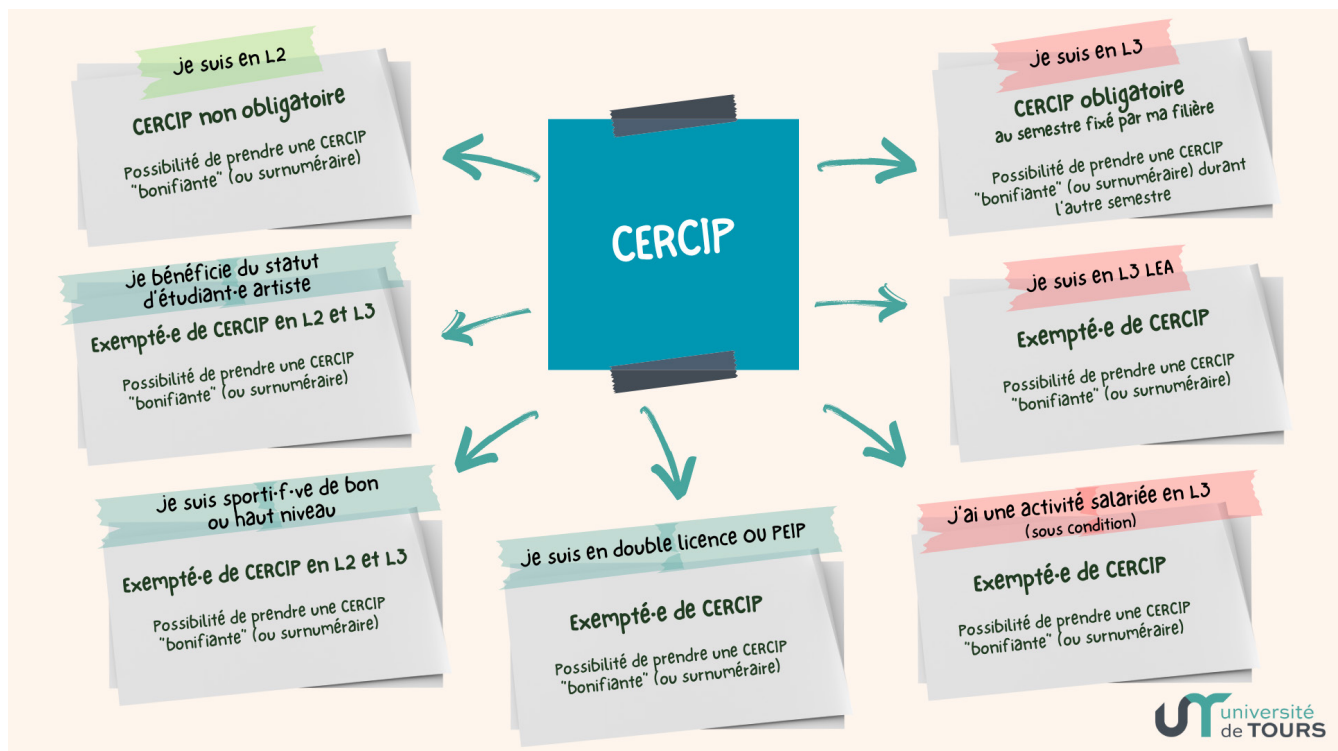 je suis en L2
CERCIP non obligatoire
Possibilité de prendre une CERCIP
"bonifiante" (ou surnuméraire)
je bénéficie du statut
d'étudiant·e artiste
Exempté·e de CERCIP en L2 et L3
Possibilité de prendre une CERCIP
"bonifiante" (ou surnuméraire)
je suis sporti·f·ve de bon
ou haut niveau
Exempté·e de CERCIP en L2 et L3
Possibilité de prendre une CERCIP
"bonifiante" (ou surnuméraire)
CERCIP
je suis en double licence OU PEIP
Exempté·e de CERCIP
Possibilité de prendre une CERCIP
"bonifiante" (ou surnuméraire)
je suis en L3
CERCIP obligatoire
au semestre fixé par ma filière
Possibilité de prendre une CERCIP
"bonifiante" (ou surnuméraire) durant
l'autre semestre
je suis en L3 LEA
Exempté·e de CERCIP
Possibilité de prendre une CERCIP
"bonifiante" (ou surnuméraire)
j'ai une activité salariée en L3
(sous condition)
Exempté·e de CERCIP
Possibilité de prendre une CERCIP
"bonifiante" (ou surnuméraire)
UT université
de TOURS